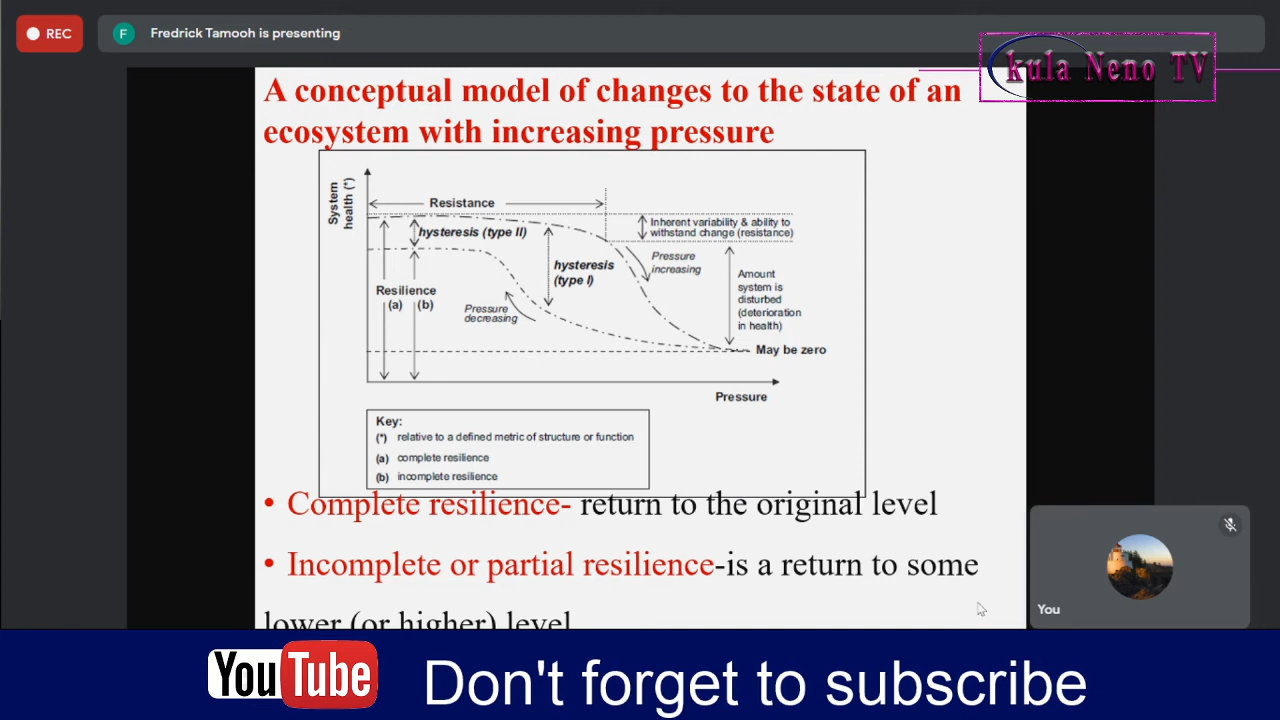 REC
F
Fredrick Tamooh is presenting
kula Neno TV
A conceptual model of changes to the state of an
ecosystem with increasing pressure
System
health (*)
Resistance
hysteresis (type II)
Inherent variability & ability to
withstand change (resistance)
Pressure
increasing
hysteresis
(type I)
Amount
system is
disturbed
(deterioration
in health)
Resilience
(a) (b)
Pressure
decreasing
May be zero
Pressure
Key:
(*) relative to a defined metric of structure or function
(a) complete resilience
(b) incomplete resilience
• Complete resilience- return to the original level
• Incomplete or partial resilience-is a return to some
lower (or higher) level
You
YouTube
Don't forget to subscribe